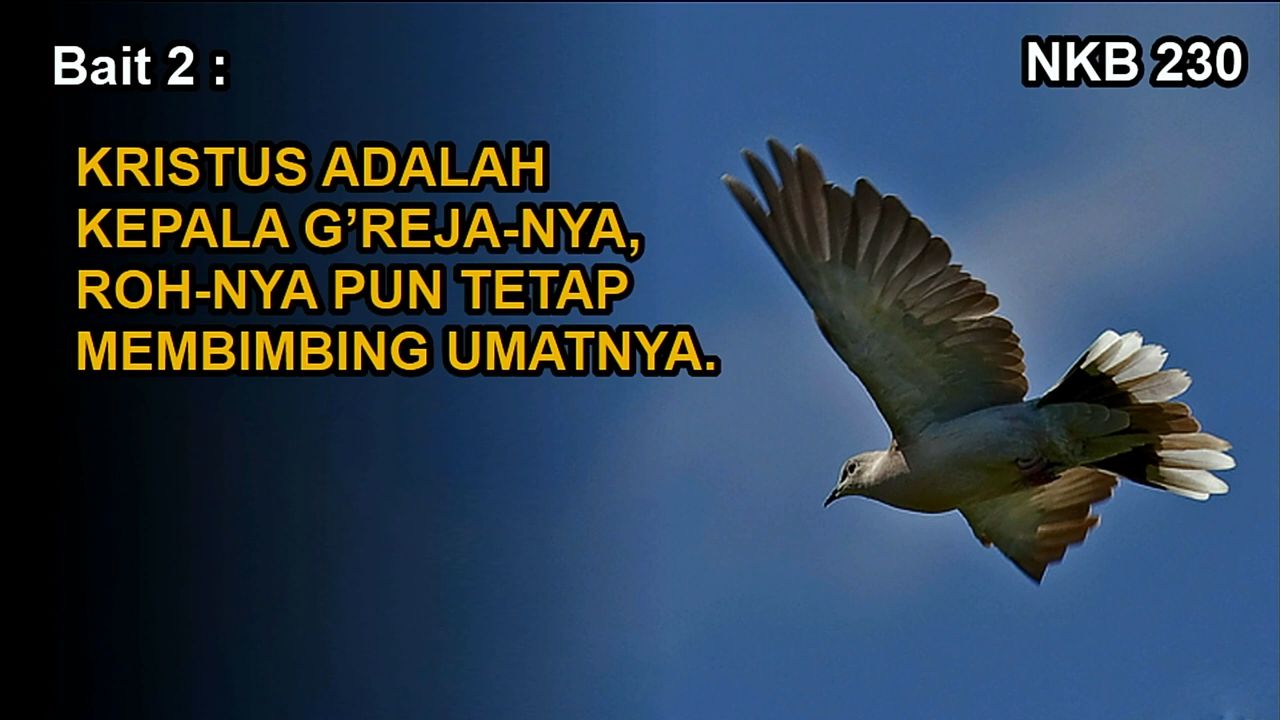 Bait 2 :
NKB 230
KRISTUS ADALAH
KEPALA G’REJA-NYA,
ROH-NYA PUN TETAP
MEMBIMBING UMATNYA.